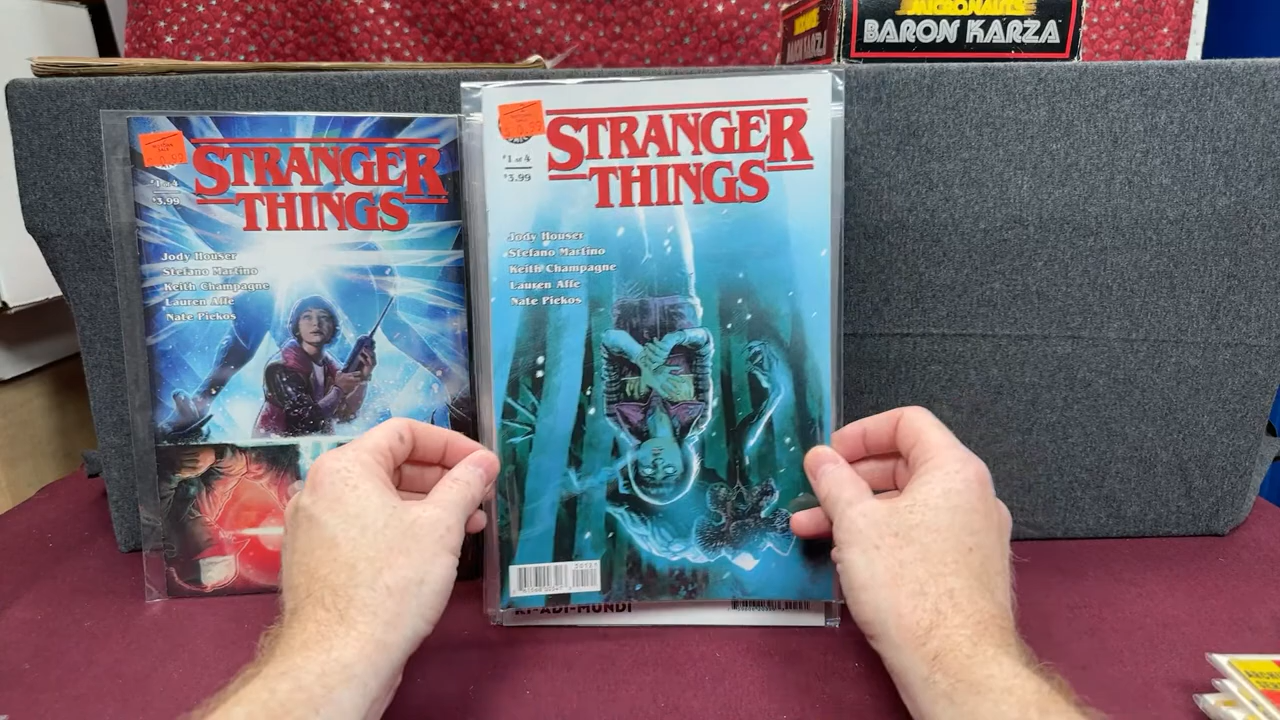 MICRONAUTS
BARON KARZA
STRANGER
THINGS
#1 of 4
$3.99
Jody Houser
Stefano Martino
Keith Champagne
Lauren Affe
Nate Piekos
STRANGER
THINGS
#1 of 4
$3.99
Jody Houser
Stefano Martino
Keith Champagne
Lauren Affe
Nate Piekos
KI-ADI-MUNDI